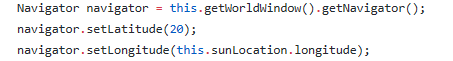 Navigator navigator = this.getWorldWindow().getNavigator();
navigator.setLatitude(20);
navigator.setLongitude(this.sunLocation.longitude);